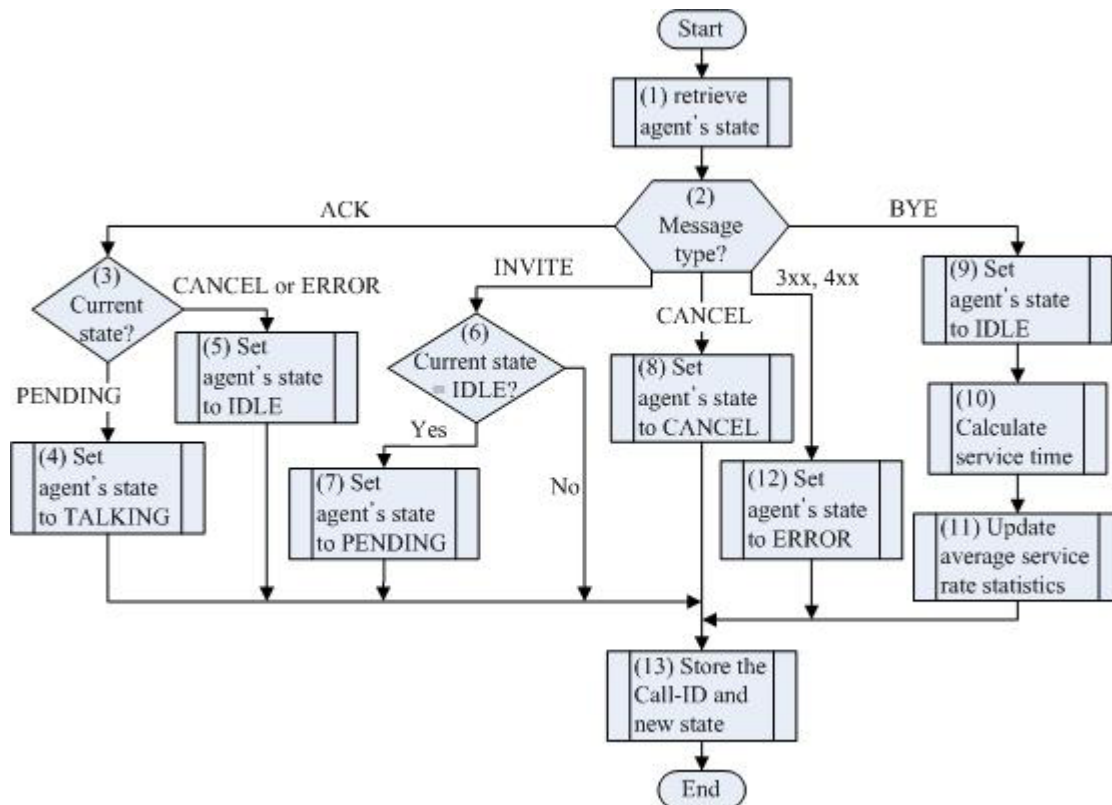 Start
(1) retrieve
agent's state
(2)
Message
type?
ACK
BYE
INVITE
3xx, 4xx
CANCEL
(3)
Current
state?
CANCEL or ERROR
PENDING
(4) Set
agent's state
to TALKING
(5) Set
agent's state
to IDLE
(6)
Current state
= IDLE?
Yes
No
(7) Set
agent's state
to PENDING
(8) Set
agent's state
to CANCEL
(12) Set
agent's state
to ERROR
(9) Set
agent's state
to IDLE
(10)
Calculate
service time
(11) Update
average service
rate statistics
(13) Store the
Call-ID and
new state
End